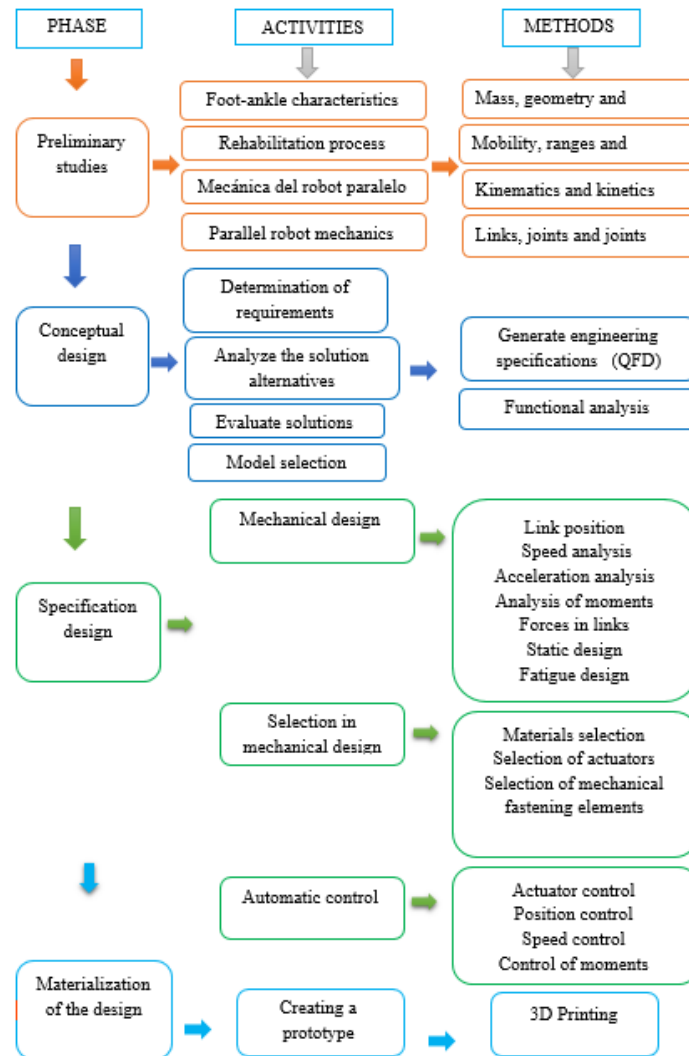 PHASE
ACTIVITIES
METHODS
Preliminary
studies
Foot-ankle characteristics
Rehabilitation process
Mecánica del robot paralelo
Parallel robot mechanics
Mass, geometry and
Mobility, ranges and
Kinematics and kinetics
Links, joints and joints
Conceptual
design
Determination of
requirements
Analyze the solution
alternatives
Evaluate solutions
Model selection
Generate engineering
specifications (QFD)
Functional analysis
Specification
design
Mechanical design
Link position
Speed analysis
Acceleration analysis
Analysis of moments
Forces in links
Static design
Fatigue design
Selection in
mechanical design
Materials selection
Selection of actuators
Selection of mechanical
fastening elements
Automatic control
Actuator control
Position control
Speed control
Control of moments
Materialization
of the design
Creating a
prototype
3D Printing